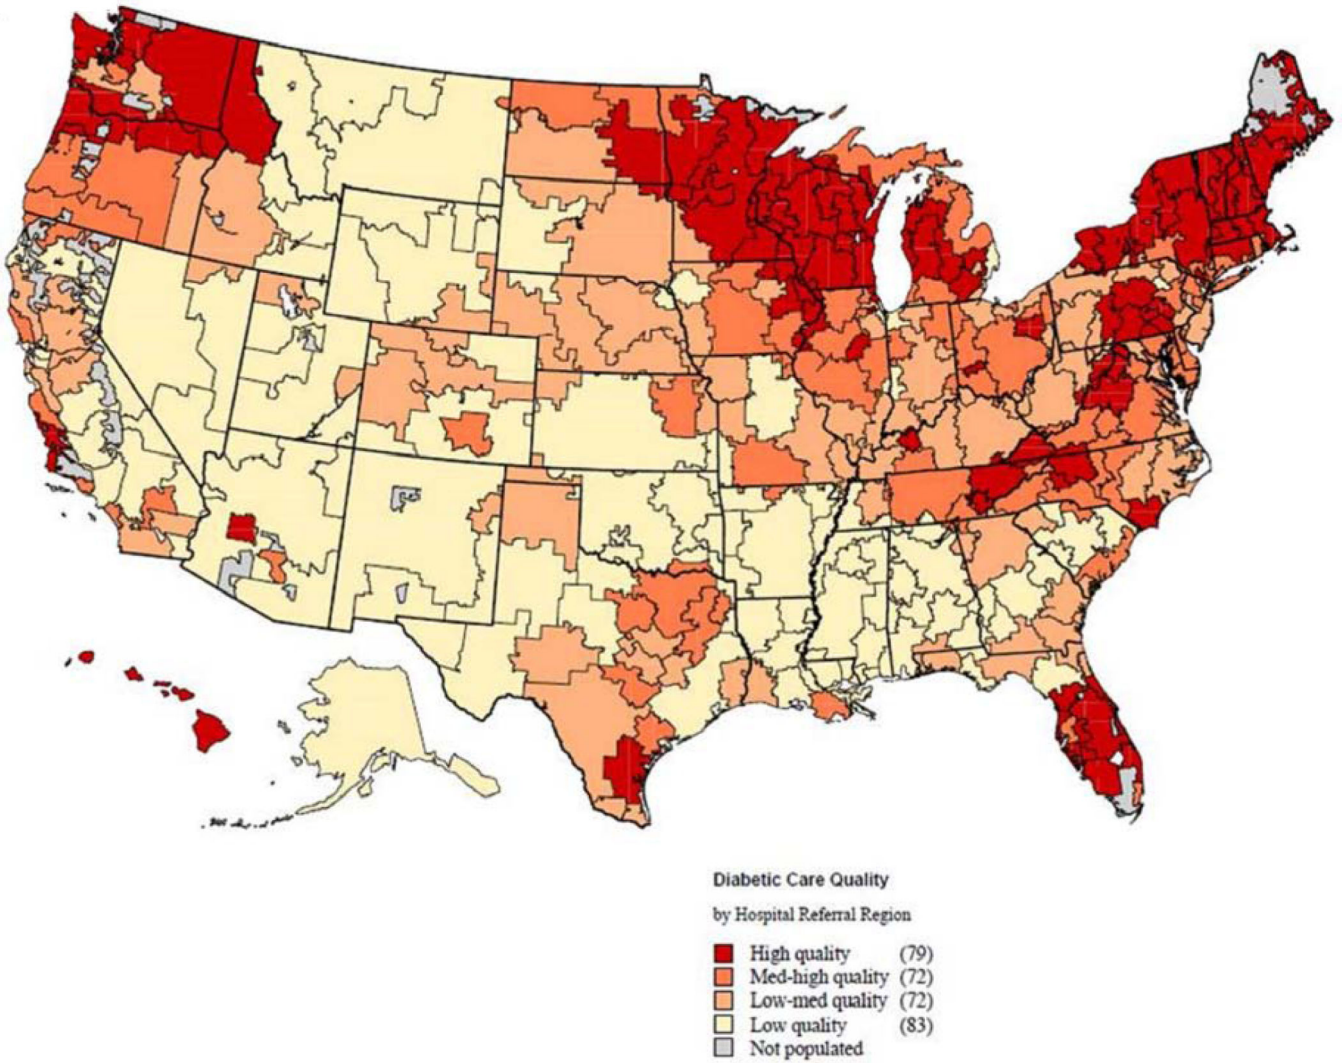 Diabetic Care Quality
by Hospital Referral Region
High quality (79)
Med-high quality (72)
Low-med quality (72)
Low quality (83)
Not populated